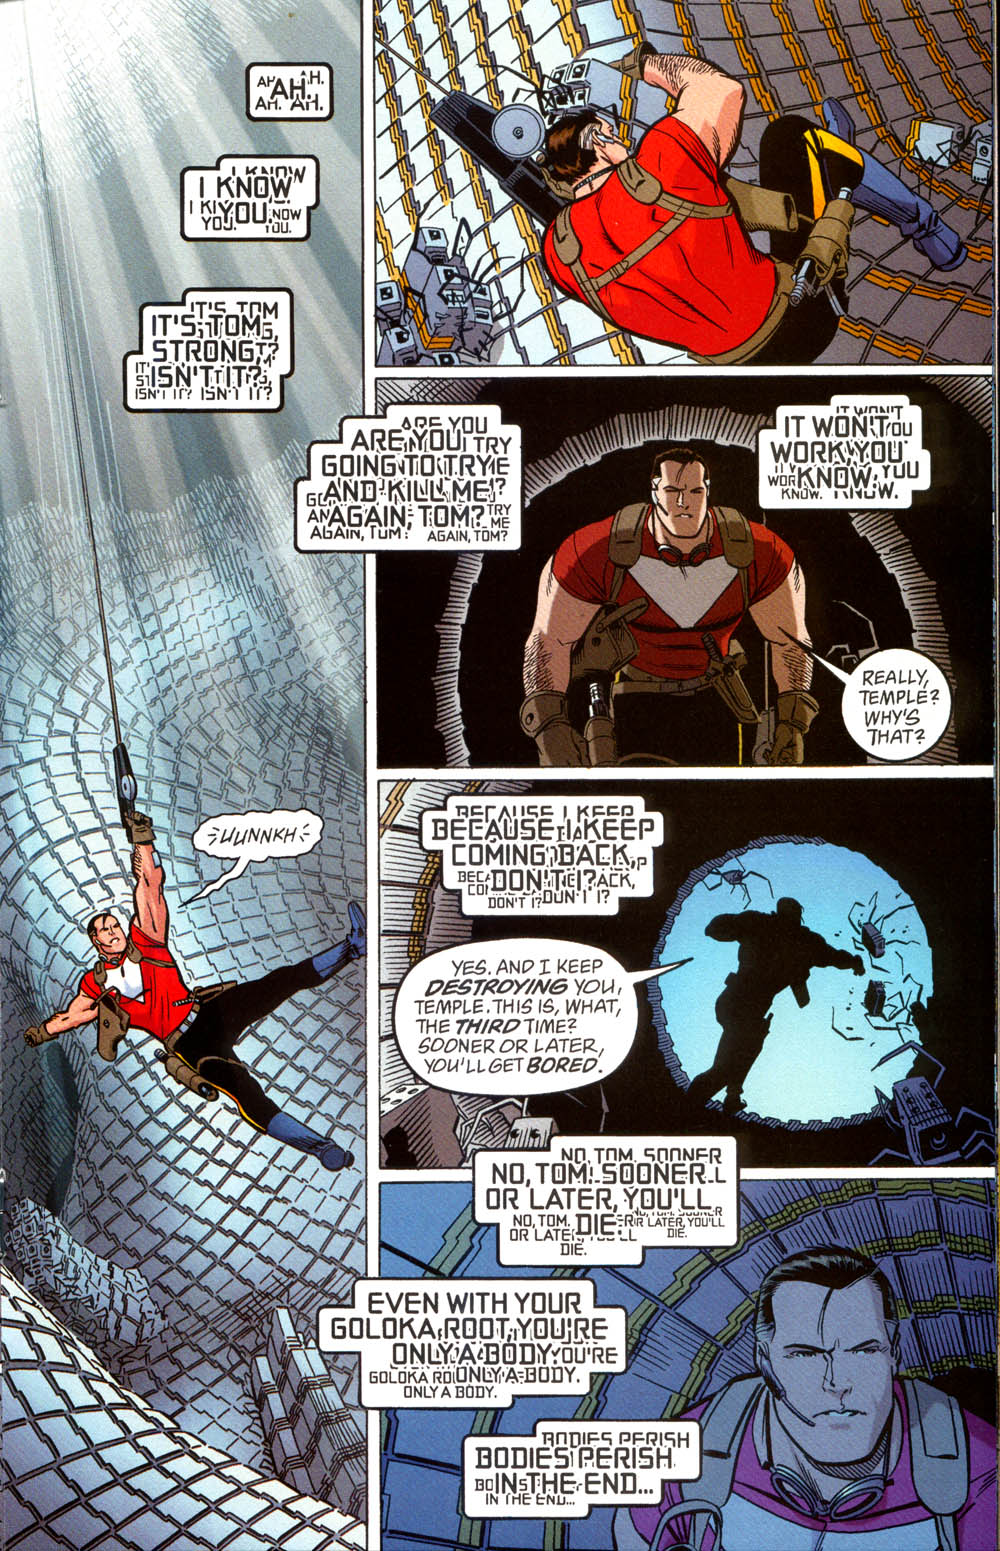 AH.
I KNOW
YOU.
IT'S TOM
STRONG,
ISN'T IT?
UUNNKH
ARE YOU
GOING TO TRY
AND KILL ME
AGAIN, TOM?
IT WON'T
WORK, YOU
KNOW.
REALLY,
TEMPLE?
WHY'S
THAT?
BECAUSE I KEEP
COMING BACK,
DON'T I?
YES. AND I KEEP
DESTROYING YOU,
TEMPLE. THIS IS, WHAT,
THE THIRD TIME?
SOONER OR LATER,
YOU'LL GET BORED.
NO, TOM. SOONER
OR LATER, YOU'LL
DIE.
EVEN WITH YOUR
GOLOKA ROOT, YOU'RE
ONLY A BODY.
BODIES PERISH
IN THE END...